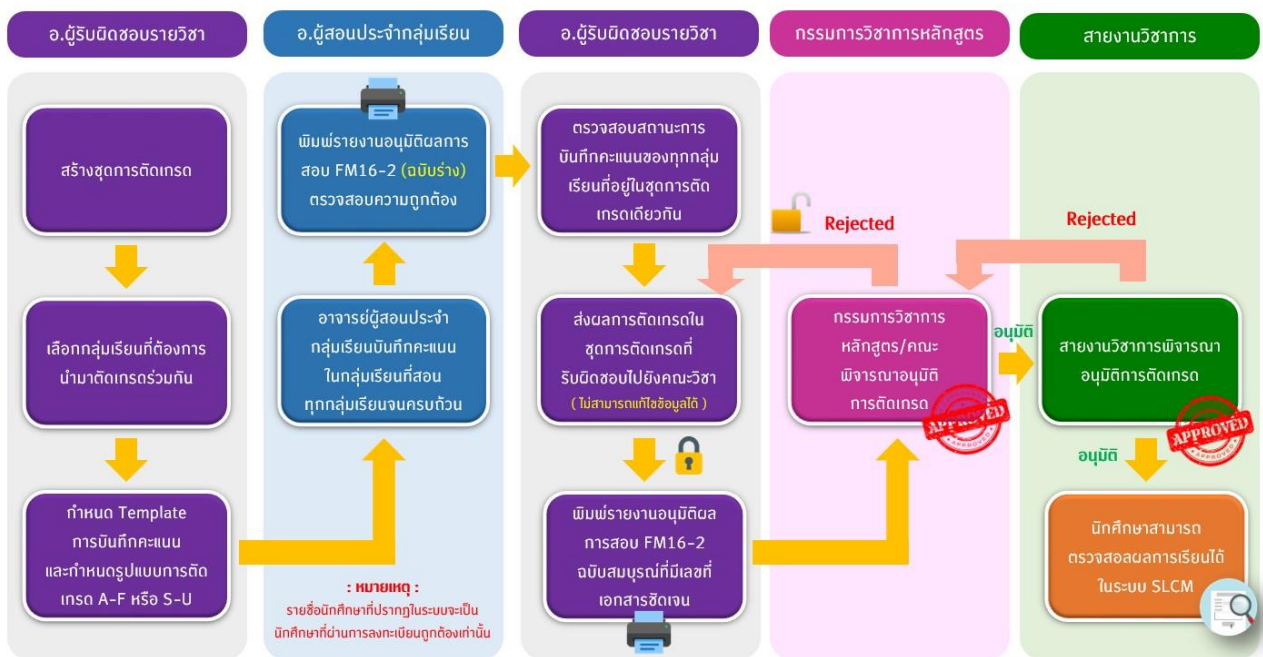 อ.ผู้รับผิดชอบรายวิชา
อ.ผู้สอนประจำกลุ่มเรียน
อ.ผู้รับผิดชอบรายวิชา
กรรมการวิชาการหลักสูตร
สายงานวิชาการ
สร้างชุดการตัดเกรด
เลือกกลุ่มเรียนที่ต้องการ
นำมาตัดเกรดร่วมกัน
กำหนด Template
การบันทึกคะแนน
และกำหนดรูปแบบการตัด
เกรด A-F หรือ S-U
พิมพ์รายงานอนุมัติผลการ
สอบ FM16-2 (ฉบับร่าง)
ตรวจสอบความถูกต้อง
อาจารย์ผู้สอนประจำ
กลุ่มเรียนบันทึกคะแนน
ในกลุ่มเรียนที่สอน
ทุกกลุ่มเรียนจนครบถ้วน
: หมายเหตุ :
รายชื่อนักศึกษาที่ปรากฏในระบบจะเป็น
นักศึกษาที่ผ่านการลงทะเบียนถูกต้องเท่านั้น
ตรวจสอบสถานะการ
บันทึกคะแนนของทุกกลุ่ม
เรียนที่อยู่ในชุดการตัด
เกรดเดียวกัน
ส่งผลการตัดเกรดใน
ชุดการตัดเกรดที่
รับผิดชอบไปยังคณะวิชา
( ไม่สามารถแก้ไขข้อมูลได้ )
พิมพ์รายงานอนุมัติผล
การสอบ FM16-2
ฉบับสมบุรณ์ที่มีเลขที่
เอกสารชัดเจน
Rejected
กรรมการวิชาการ
หลักสูตร/คณะ
พิจารณาอนุมัติ
การตัดเกรด
APPROVED
อนุมัติ
Rejected
สายงานวิชาการพิจารณา
อนุมัติการตัดเกรด
APPROVED
อนุมัติ
นักศึกษาสามารถ
ตรวจสอลผลการเรียนได้
ในระบบ SLCM